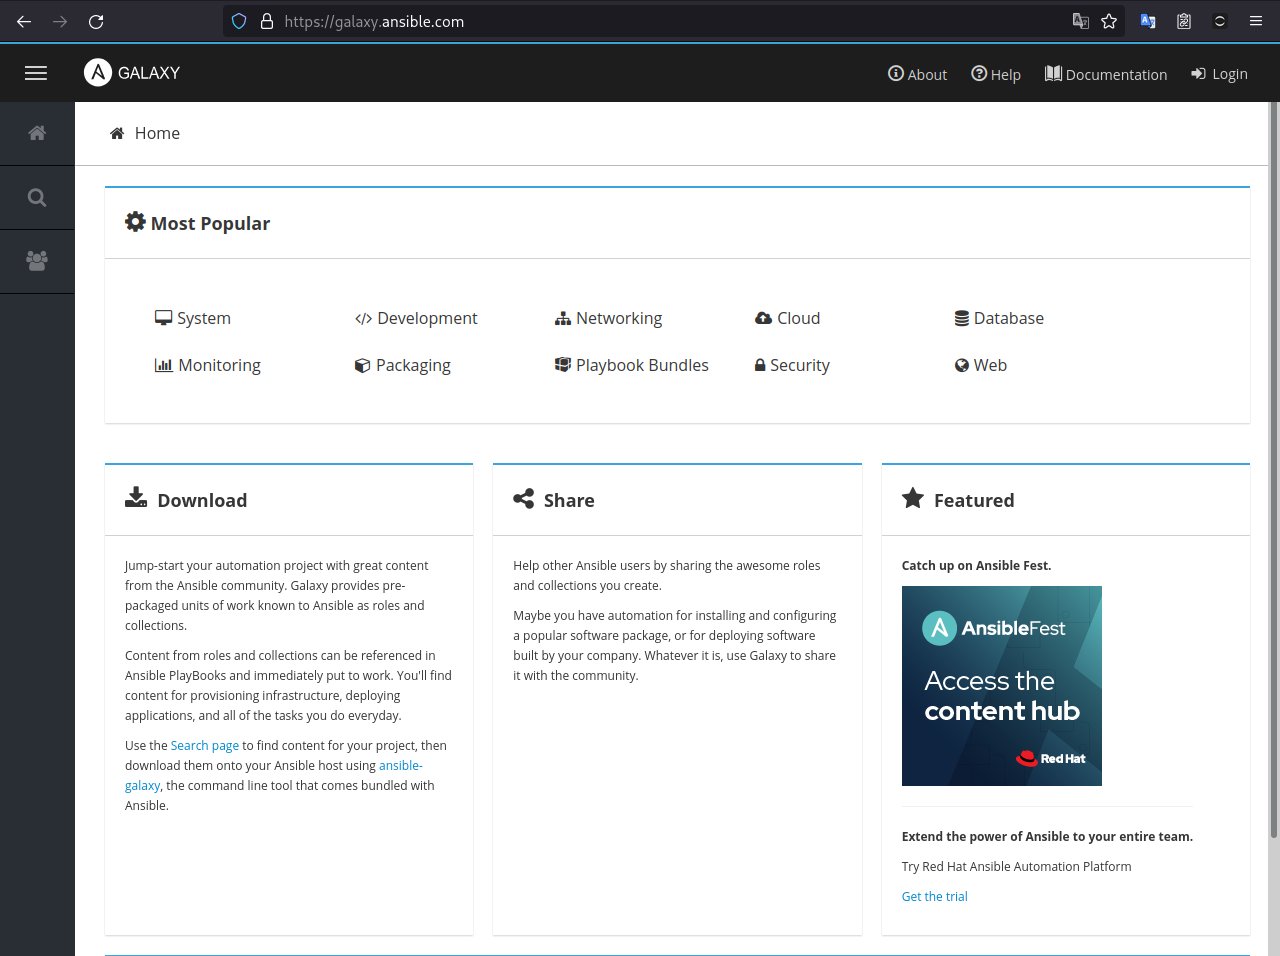 https://galaxy.ansible.com
GALAXY
About
Help
Documentation
Login
Home
Most Popular
System
Development
Networking
Cloud
Database
Monitoring
Packaging
Playbook Bundles
Security
Web
Download
Jump-start your automation project with great content
from the Ansible community. Galaxy provides pre-
packaged units of work known to Ansible as roles and
collections.
Content from roles and collections can be referenced in
Ansible PlayBooks and immediately put to work. You'll find
content for provisioning infrastructure, deploying
applications, and all of the tasks you do everyday.
Use the Search page to find content for your project, then
download them onto your Ansible host using ansible-
galaxy, the command line tool that comes bundled with
Ansible.
Share
Help other Ansible users by sharing the awesome roles
and collections you create.
Maybe you have automation for installing and configuring
a popular software package, or for deploying software
built by your company. Whatever it is, use Galaxy to share
it with the community.
Featured
Catch up on Ansible Fest.
AnsibleFest
Access the
content hub
Red Hat
Extend the power of Ansible to your entire team.
Try Red Hat Ansible Automation Platform
Get the trial